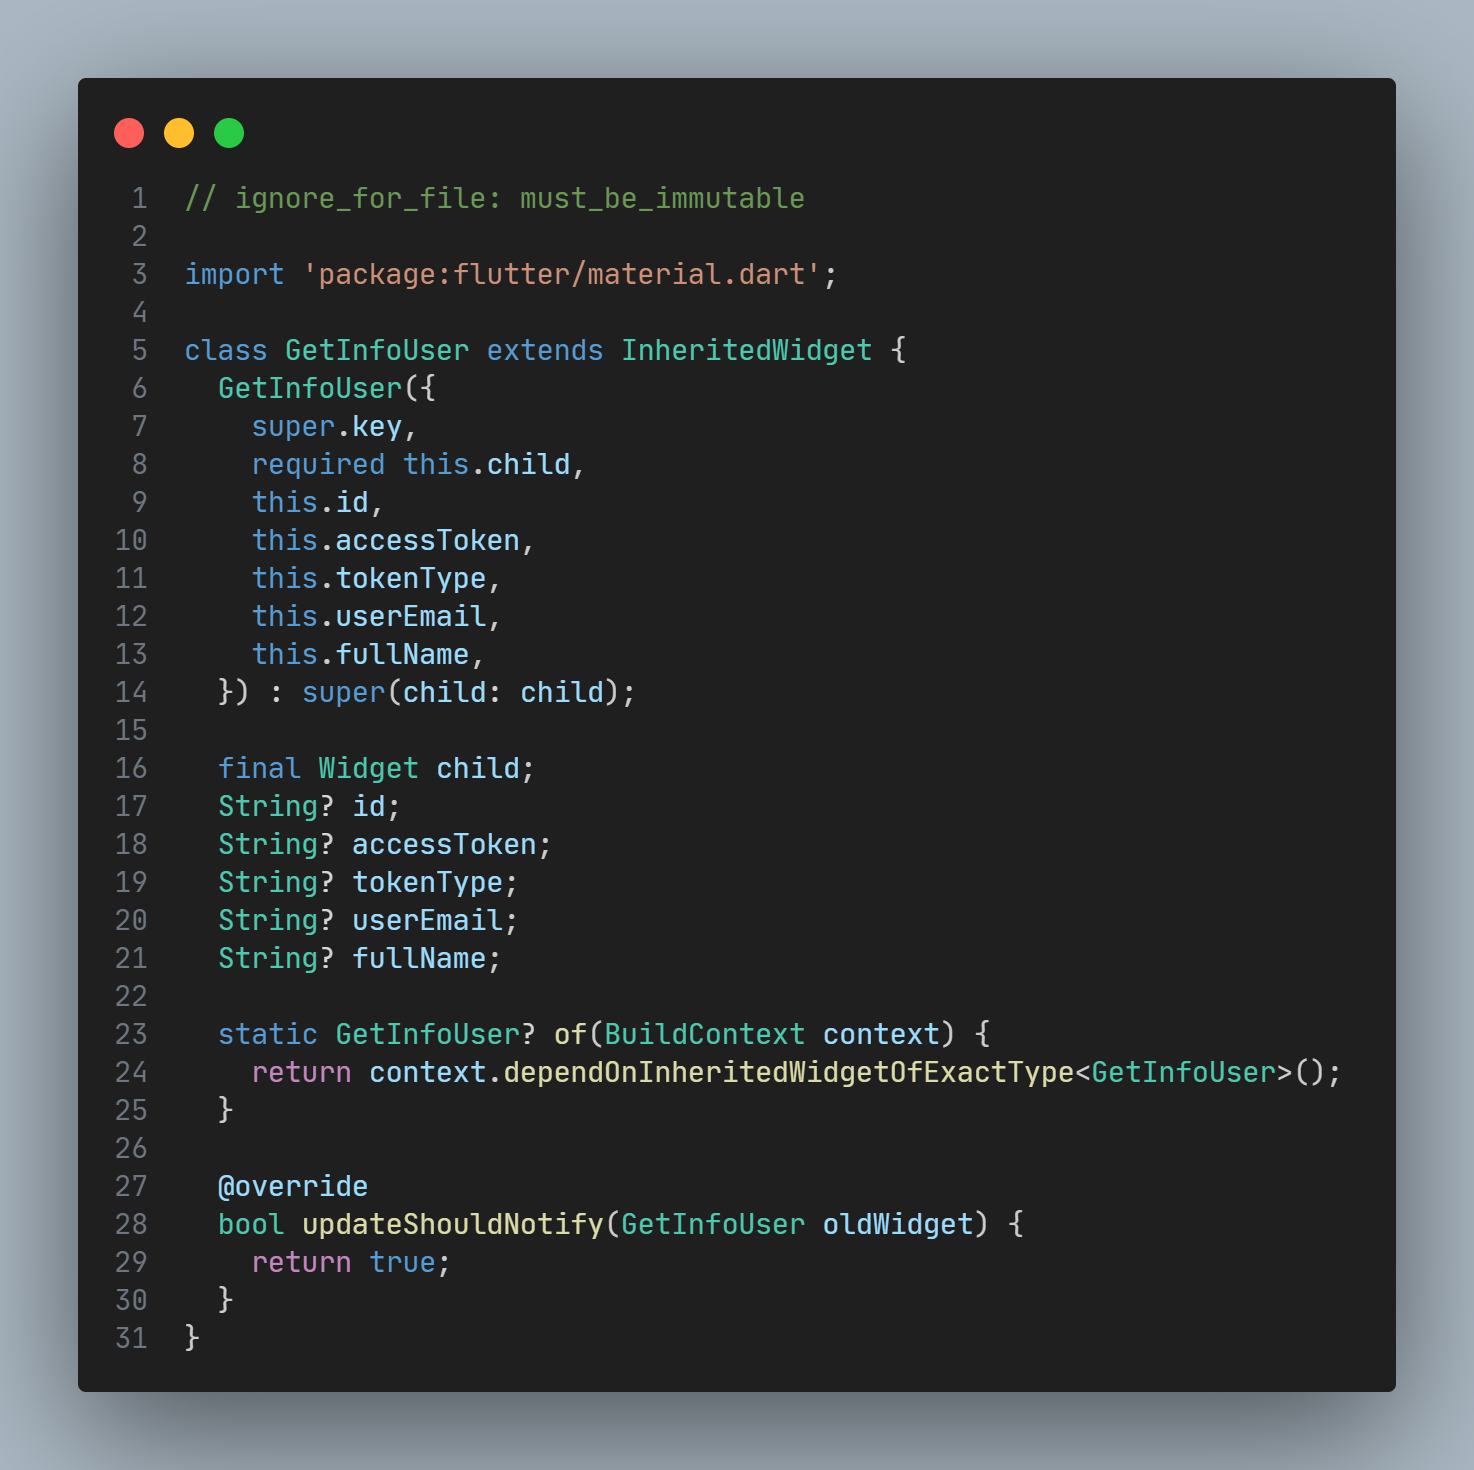 1 // ignore_for_file: must_be_immutable
2
3 import 'package:flutter/material.dart';
4
5 class GetInfoUser extends InheritedWidget {
6   GetInfoUser({
7     super.key,
8     required this.child,
9     this.id,
10     this.accessToken,
11     this.tokenType,
12     this.userEmail,
13     this.fullName,
14   }) : super(child: child);
15
16   final Widget child;
17   String? id;
18   String? accessToken;
19   String? tokenType;
20   String? userEmail;
21   String? fullName;
22
23   static GetInfoUser? of(BuildContext context) {
24     return context.dependOnInheritedWidgetOfExactType<GetInfoUser>();
25   }
26
27   @override
28   bool updateShouldNotify(GetInfoUser oldWidget) {
29     return true;
30   }
31 }